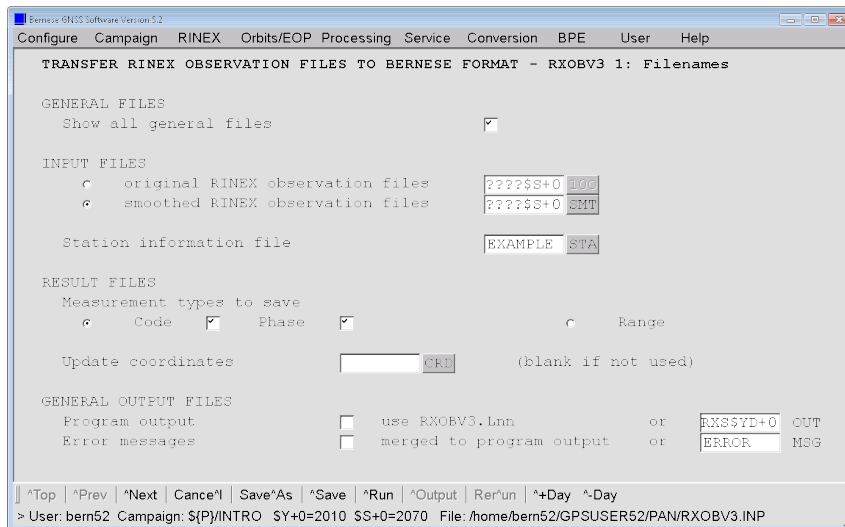 Bernese GNSS Software Version 5.2
Configure Campaign RINEX Orbits/EOP Processing Service Conversion BPE User Help
TRANSFER RINEX OBSERVATION FILES TO BERNESE FORMAT - RXOBV3 1: Filenames
GENERAL FILES
Show all general files
INPUT FILES
original RINEX observation files ????$S+0 10O
smoothed RINEX observation files ????$S+0 SMT
Station information file EXAMPLE STA
RESULT FILES
Measurement types to save
Code Phase Range
Update coordinates CRD (blank if not used)
GENERAL OUTPUT FILES
Program output use RXOBV3.Lnn or RXS$YD+0 OUT
Error messages merged to program output or ERROR MSG
^Top ^Prev ^Next Cance^l Save^As ^Save ^Run ^Output Rer^un ^+Day ^-Day
> User: bern52 Campaign: ${P}/INTRO $Y+0=2010 $S+0=2070 File: /home/bern52/GPSUSER52/PAN/RXOBV3.INP